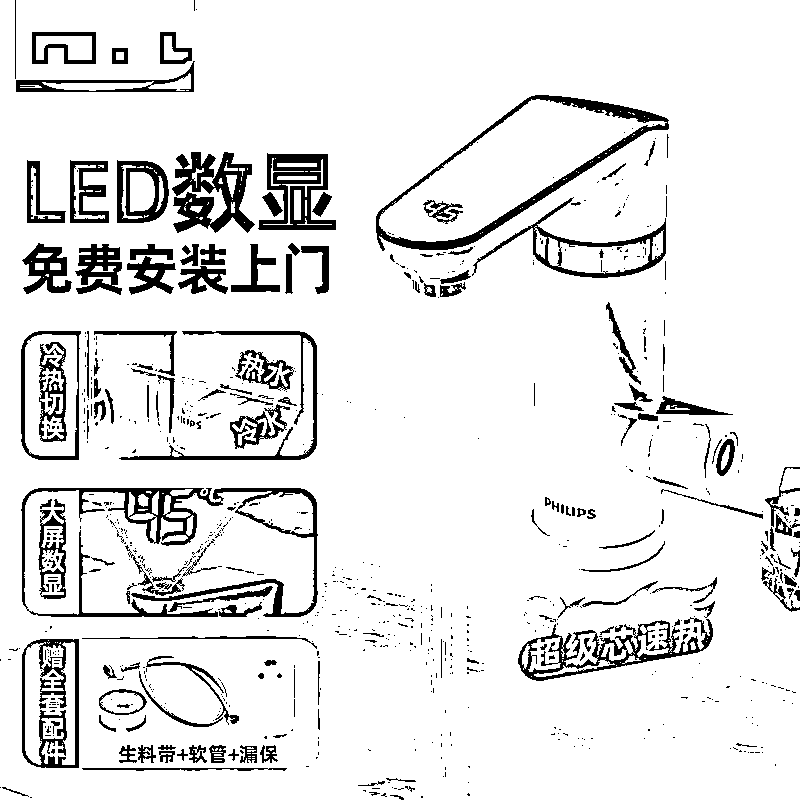 LED数显
免费安装上门
冷热切换
热水
冷水
PHILIPS
大屏数显
45℃
赠全套配件
生料带+软管+漏保
45
PHILIPS
超级芯速热